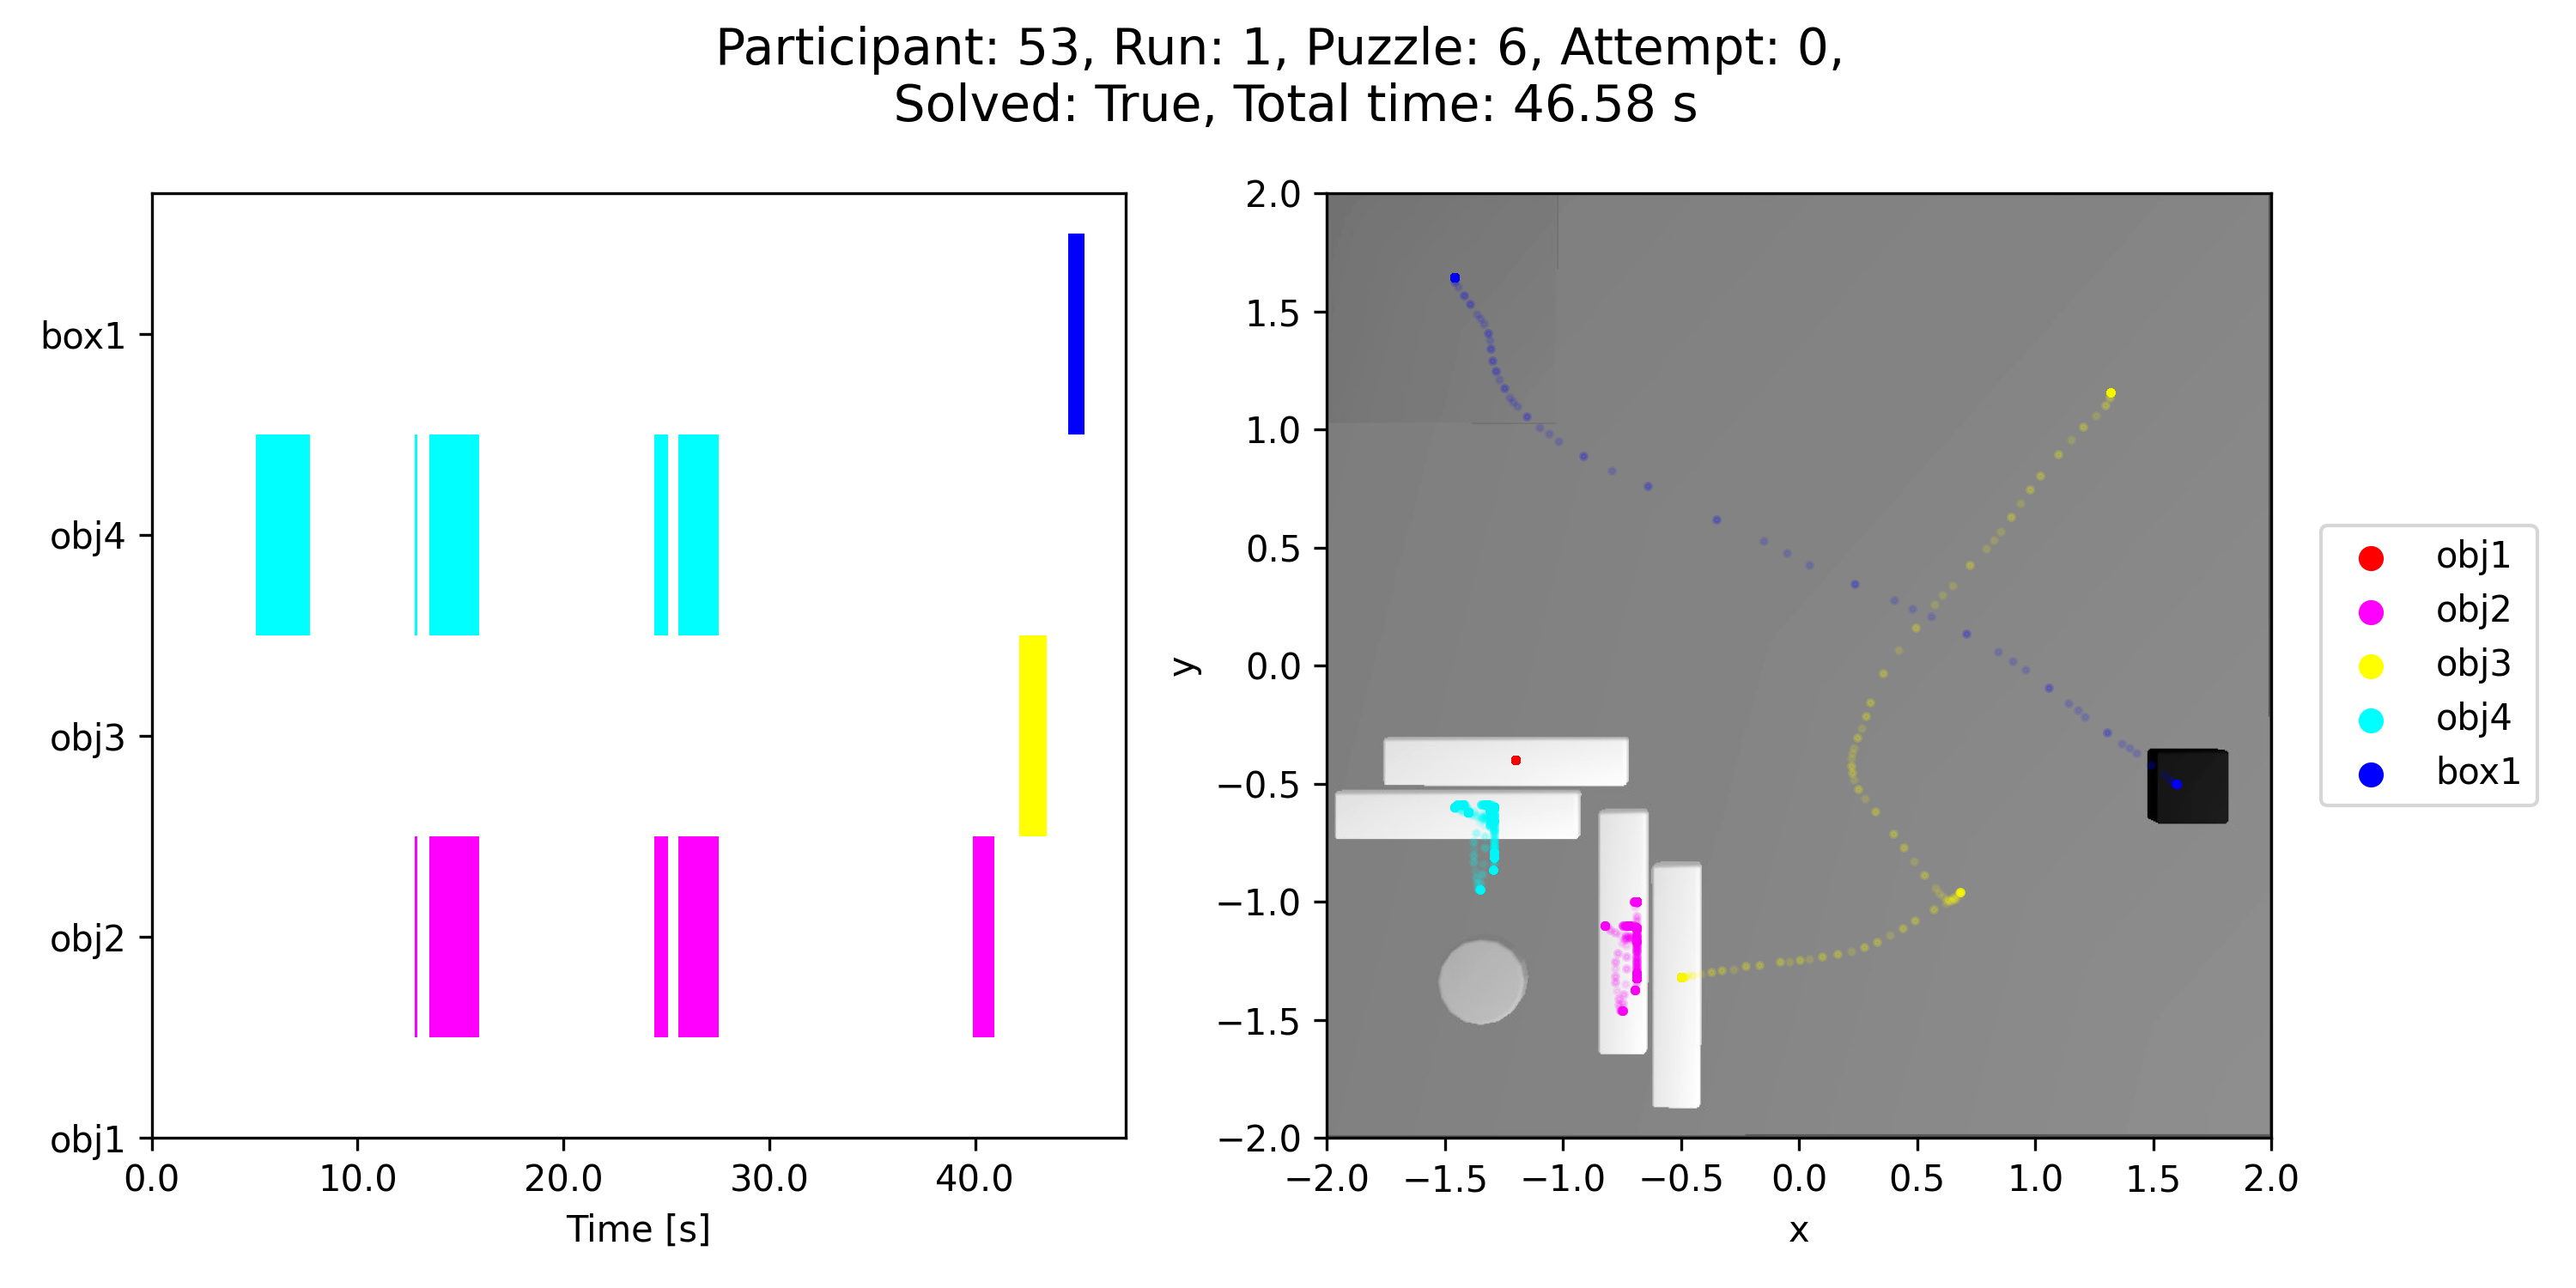 Participant: 53, Run: 1, Puzzle: 6, Attempt: 0,
Solved: True, Total time: 46.58 s
box1
obj4
obj3
obj2
obj1
0.0 10.0 20.0 30.0 40.0
Time [s]
2.0
1.5
1.0
0.5
0.0
−0.5
−1.0
−1.5
−2.0
y
−2.0 −1.5 −1.0 −0.5 0.0 0.5 1.0 1.5 2.0
x
obj1
obj2
obj3
obj4
box1